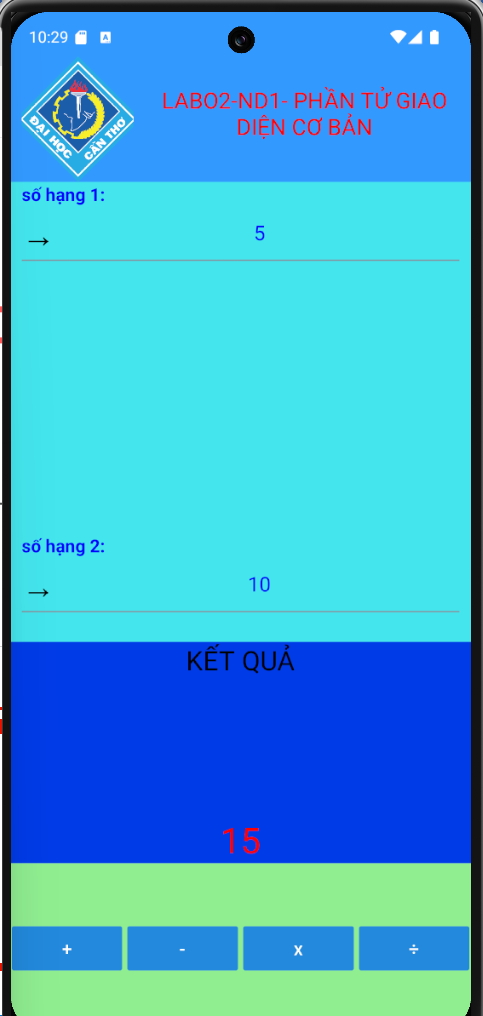 10:29
A
LABO2-ND1- PHẦN TỬ GIAO
DIỆN CƠ BẢN
ĐẠI HỌC CẦN THƠ
số hạng 1:
→ 5
số hạng 2:
→ 10
KẾT QUẢ
15
+ - x ÷